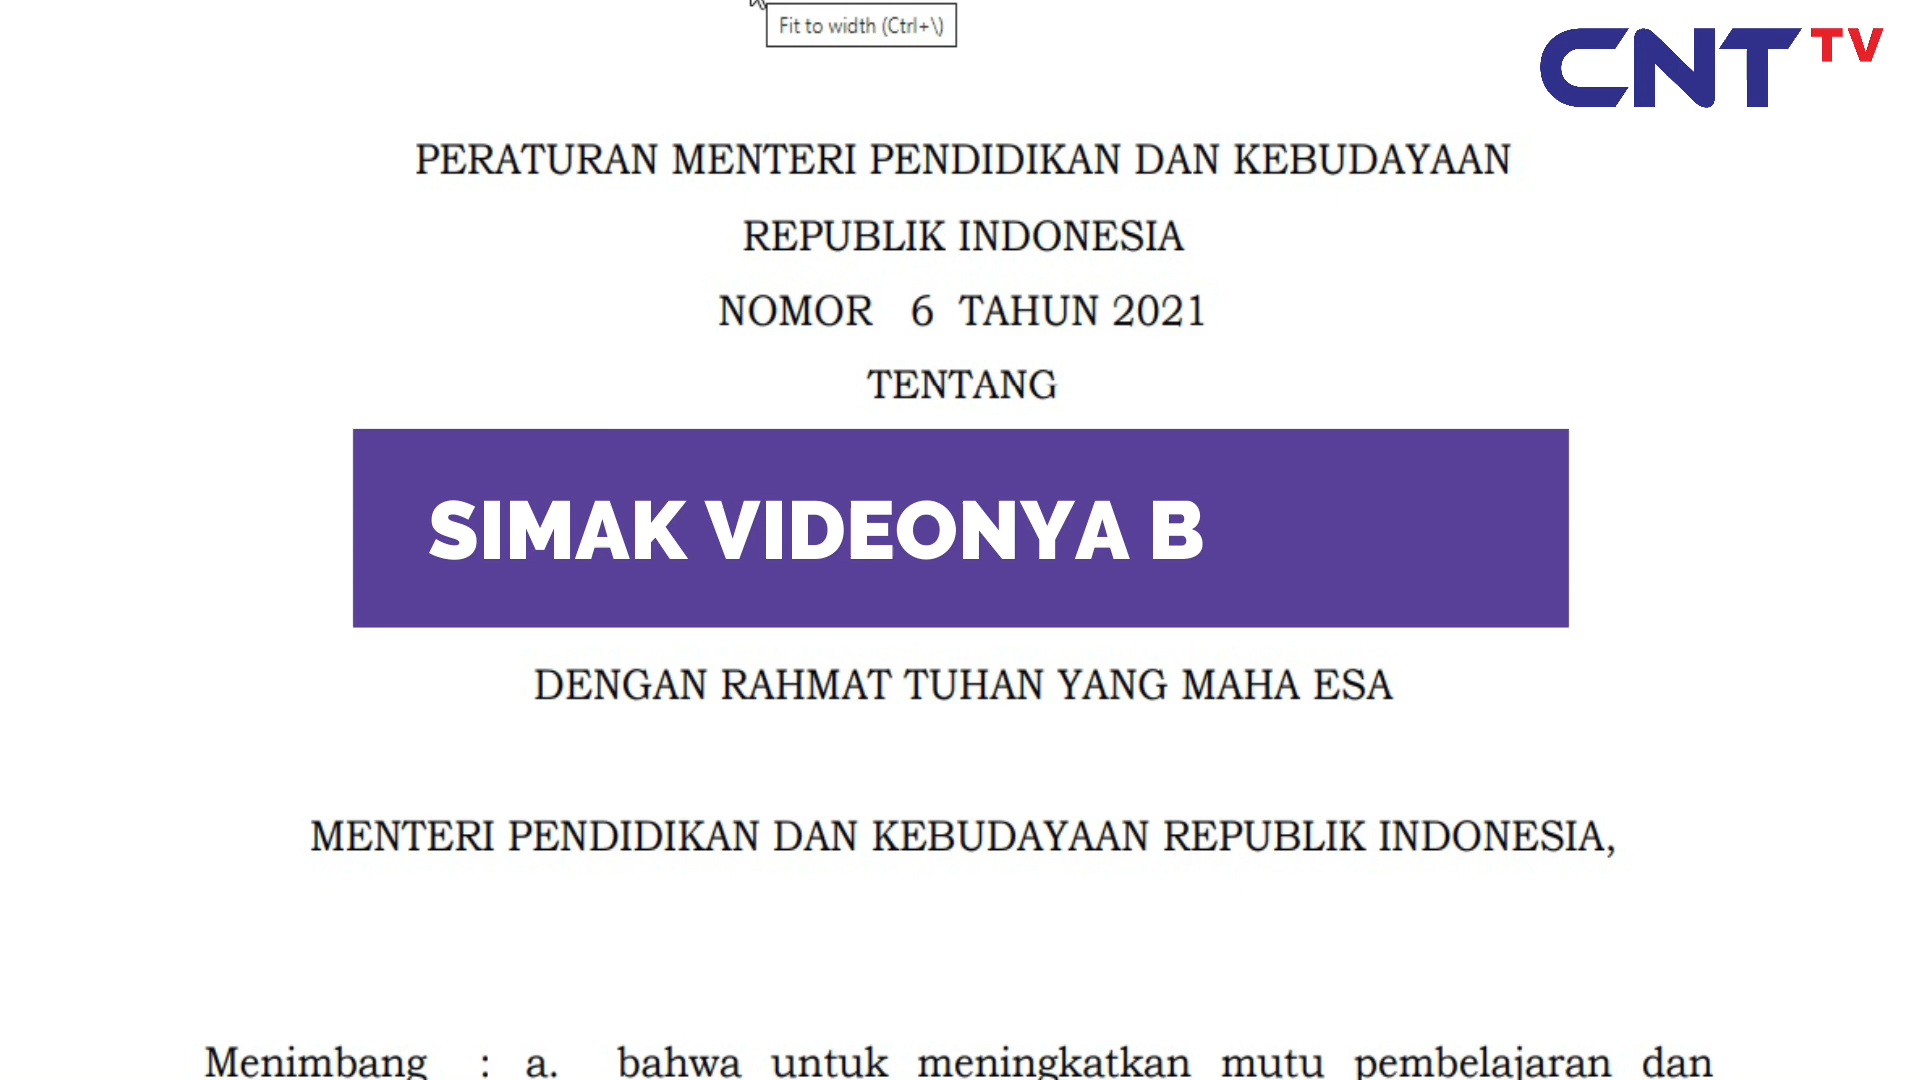 Fit to width (Ctrl+\)
CNT TV
PERATURAN MENTERI PENDIDIKAN DAN KEBUDAYAAN
REPUBLIK INDONESIA
NOMOR 6 TAHUN 2021
TENTANG
SIMAK VIDEONYA B
DENGAN RAHMAT TUHAN YANG MAHA ESA
MENTERI PENDIDIKAN DAN KEBUDAYAAN REPUBLIK INDONESIA,
Menimbang : a. bahwa untuk meningkatkan mutu pembelajaran dan